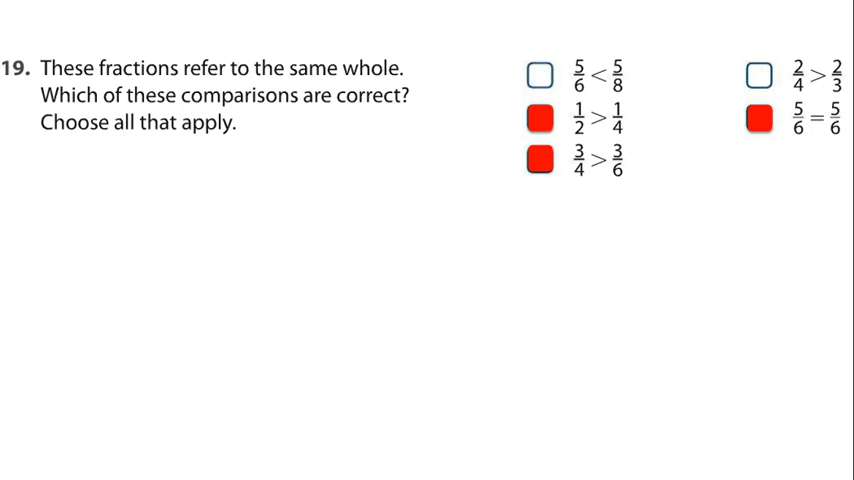 19. These fractions refer to the same whole.
Which of these comparisons are correct?
Choose all that apply.
5/6 < 5/8
1/2 > 1/4
3/4 > 3/6
2/4 > 2/3
5/6 = 5/6